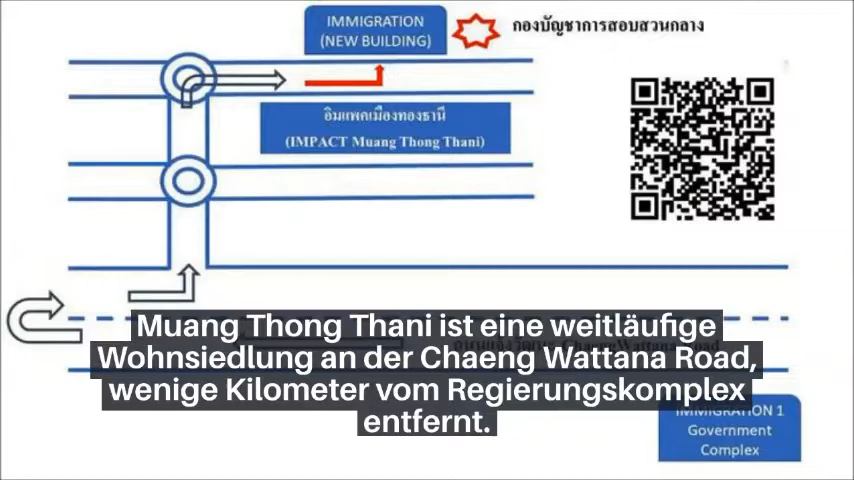 IMMIGRATION
(NEW BUILDING)
กองบัญชาการสอบสวนกลาง
อิมแพคเมืองทองธานี
(IMPACT Muang Thong Thani)
Muang Thong Thani ist eine weitläufige
Wohnsiedlung an der Chaeng Wattana Road,
wenige Kilometer vom Regierungskomplex
entfernt.
IMMIGRATION 1
Government
Complex